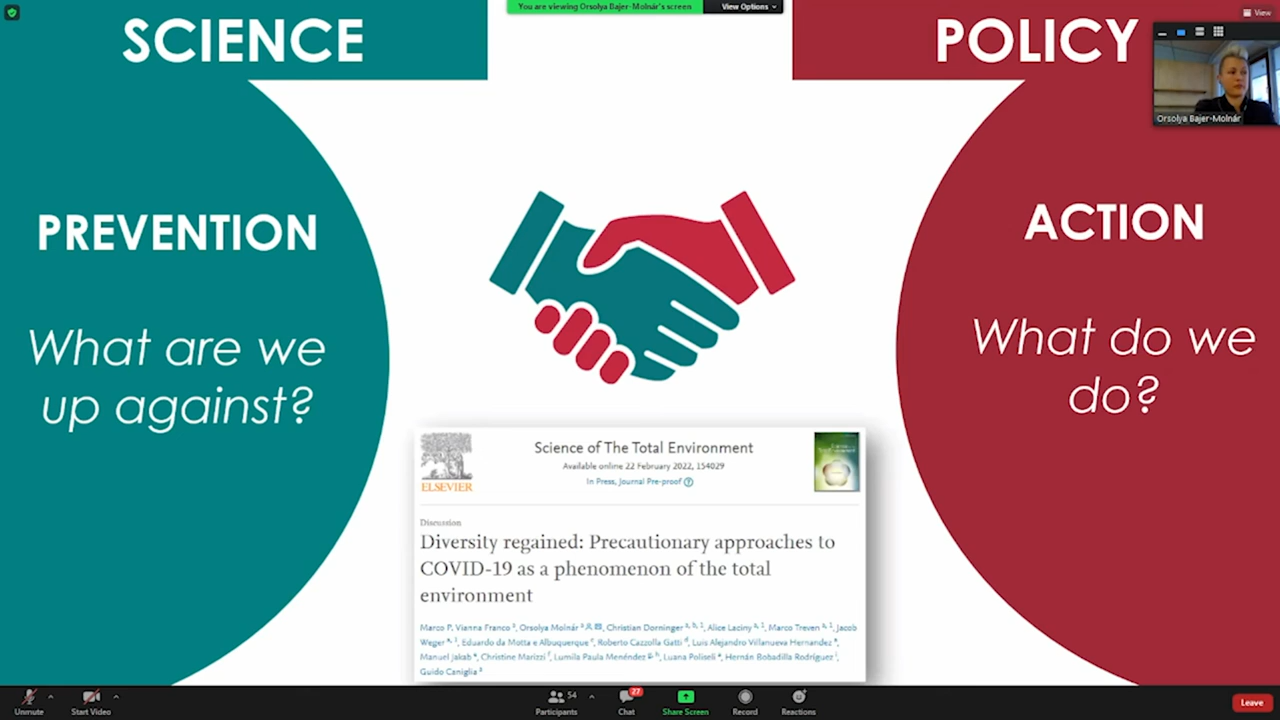 You are viewing Orsolya Bajer-Molnár's screen
View Options
View
SCIENCE
POLICY
Orsolya Bajer-Molnár
PREVENTION
What are we
up against?
ACTION
What do we
do?
ELSEVIER
Science of The Total Environment
Available online 22 February 2022, 154029
In Press, Journal Pre-proof
Discussion
Diversity regained: Precautionary approaches to
COVID-19 as a phenomenon of the total
environment
Marco P. Vianna Franco, Orsolya Molnár, Christian Dorninger, Alice Laciny, Marco Treven, Jacob
Weger, Eduardo da Motta e Albuquerque, Roberto Cazzolla Gatti, Luis Alejandro Villanueva Hernandez,
Manuel Jakab, Christine Marizzi, Lumila Paula Menéndez, Luana Poliseli, Hernán Bobadilla Rodríguez,
Guido Caniglia
Unmute
Start Video
54
Participants
27
Chat
Share Screen
Record
Reactions
Leave